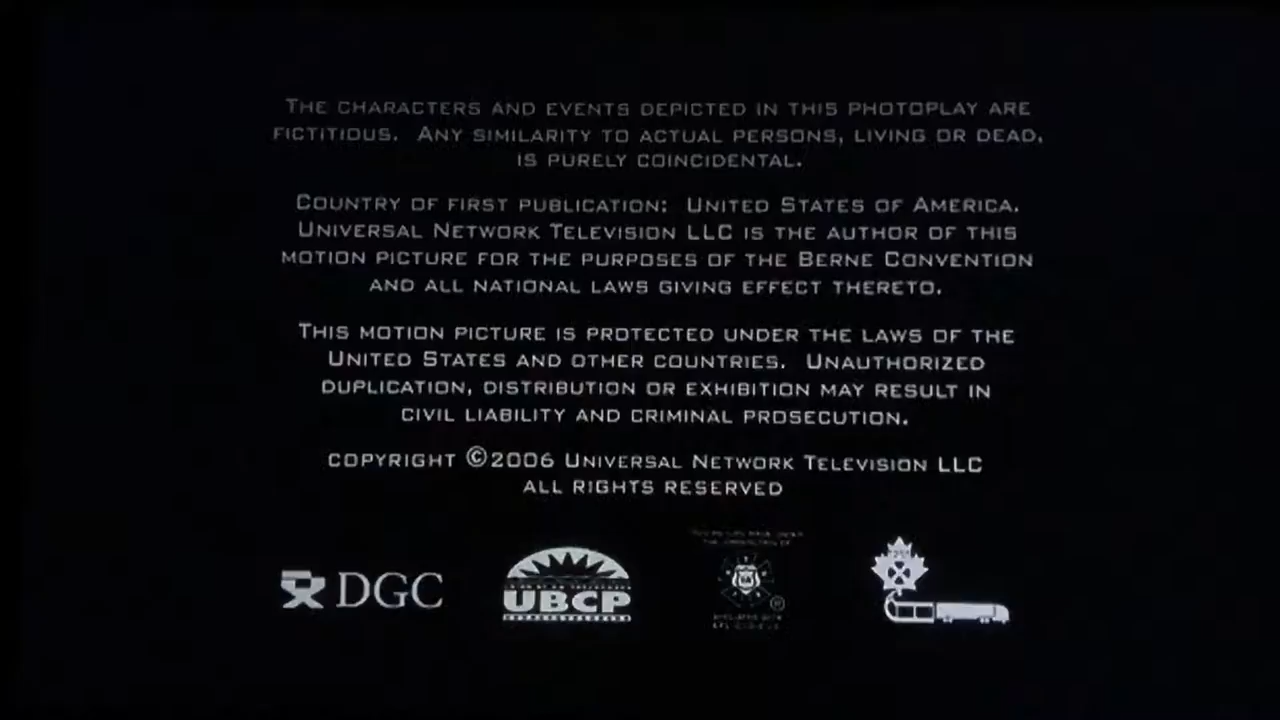 THE CHARACTERS AND EVENTS DEPICTED IN THIS PHOTOPLAY ARE
FICTITIOUS. ANY SIMILARITY TO ACTUAL PERSONS, LIVING OR DEAD,
IS PURELY COINCIDENTAL.
COUNTRY OF FIRST PUBLICATION: UNITED STATES OF AMERICA.
UNIVERSAL NETWORK TELEVISION LLC IS THE AUTHOR OF THIS
MOTION PICTURE FOR THE PURPOSES OF THE BERNE CONVENTION
AND ALL NATIONAL LAWS GIVING EFFECT THERETO.
THIS MOTION PICTURE IS PROTECTED UNDER THE LAWS OF THE
UNITED STATES AND OTHER COUNTRIES. UNAUTHORIZED
DUPLICATION, DISTRIBUTION OR EXHIBITION MAY RESULT IN
CIVIL LIABILITY AND CRIMINAL PROSECUTION.
COPYRIGHT ©2006 UNIVERSAL NETWORK TELEVISION LLC
ALL RIGHTS RESERVED
DGC
UBCP